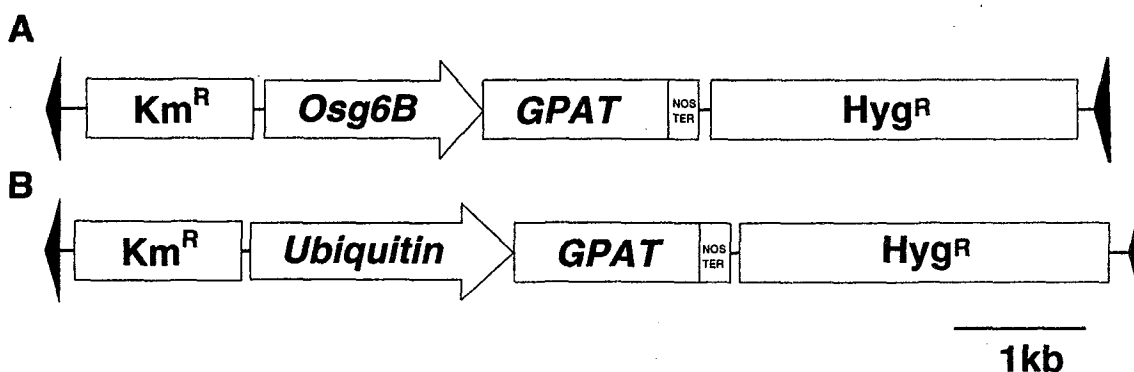 A
Km^R Osg6B GPAT NOS TER Hyg^R
B
Km^R Ubiquitin GPAT NOS TER Hyg^R
1kb